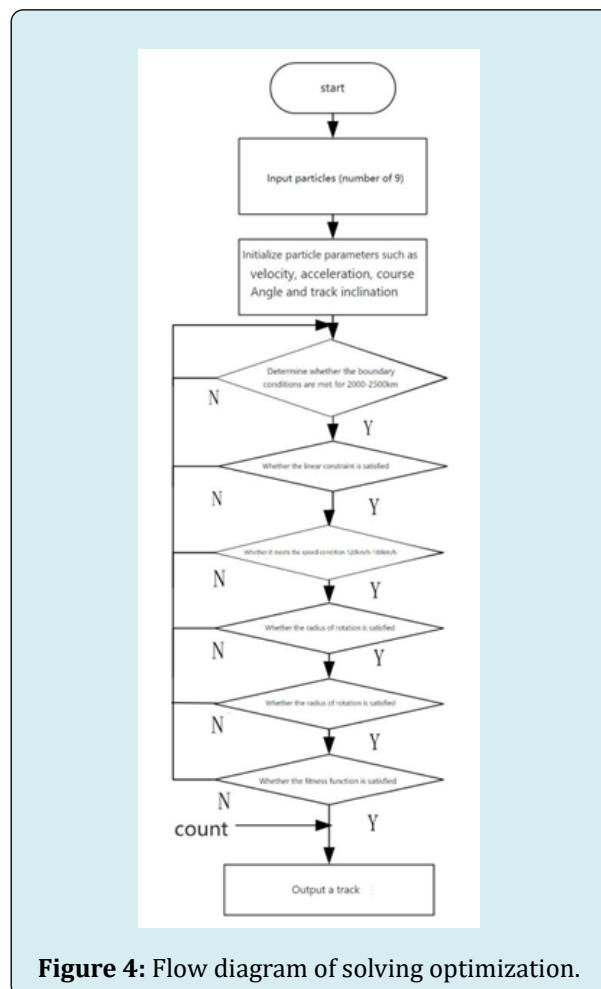 start
Input particles (number of 9)
Initialize particle parameters such as
velocity, acceleration, course
Angle and track inclination
Determine whether the boundary
conditions are met for 2000-2500km
N
Y
Whether the linear constraint is satisfied
N
Y
Whether it meets the speed condition 120km/h-180km/h
N
Y
Whether the radius of rotation is satisfied
N
Y
Whether the radius of rotation is satisfied
N
Y
Whether the fitness function is satisfied
N
Y
count
Output a track
Figure 4: Flow diagram of solving optimization.